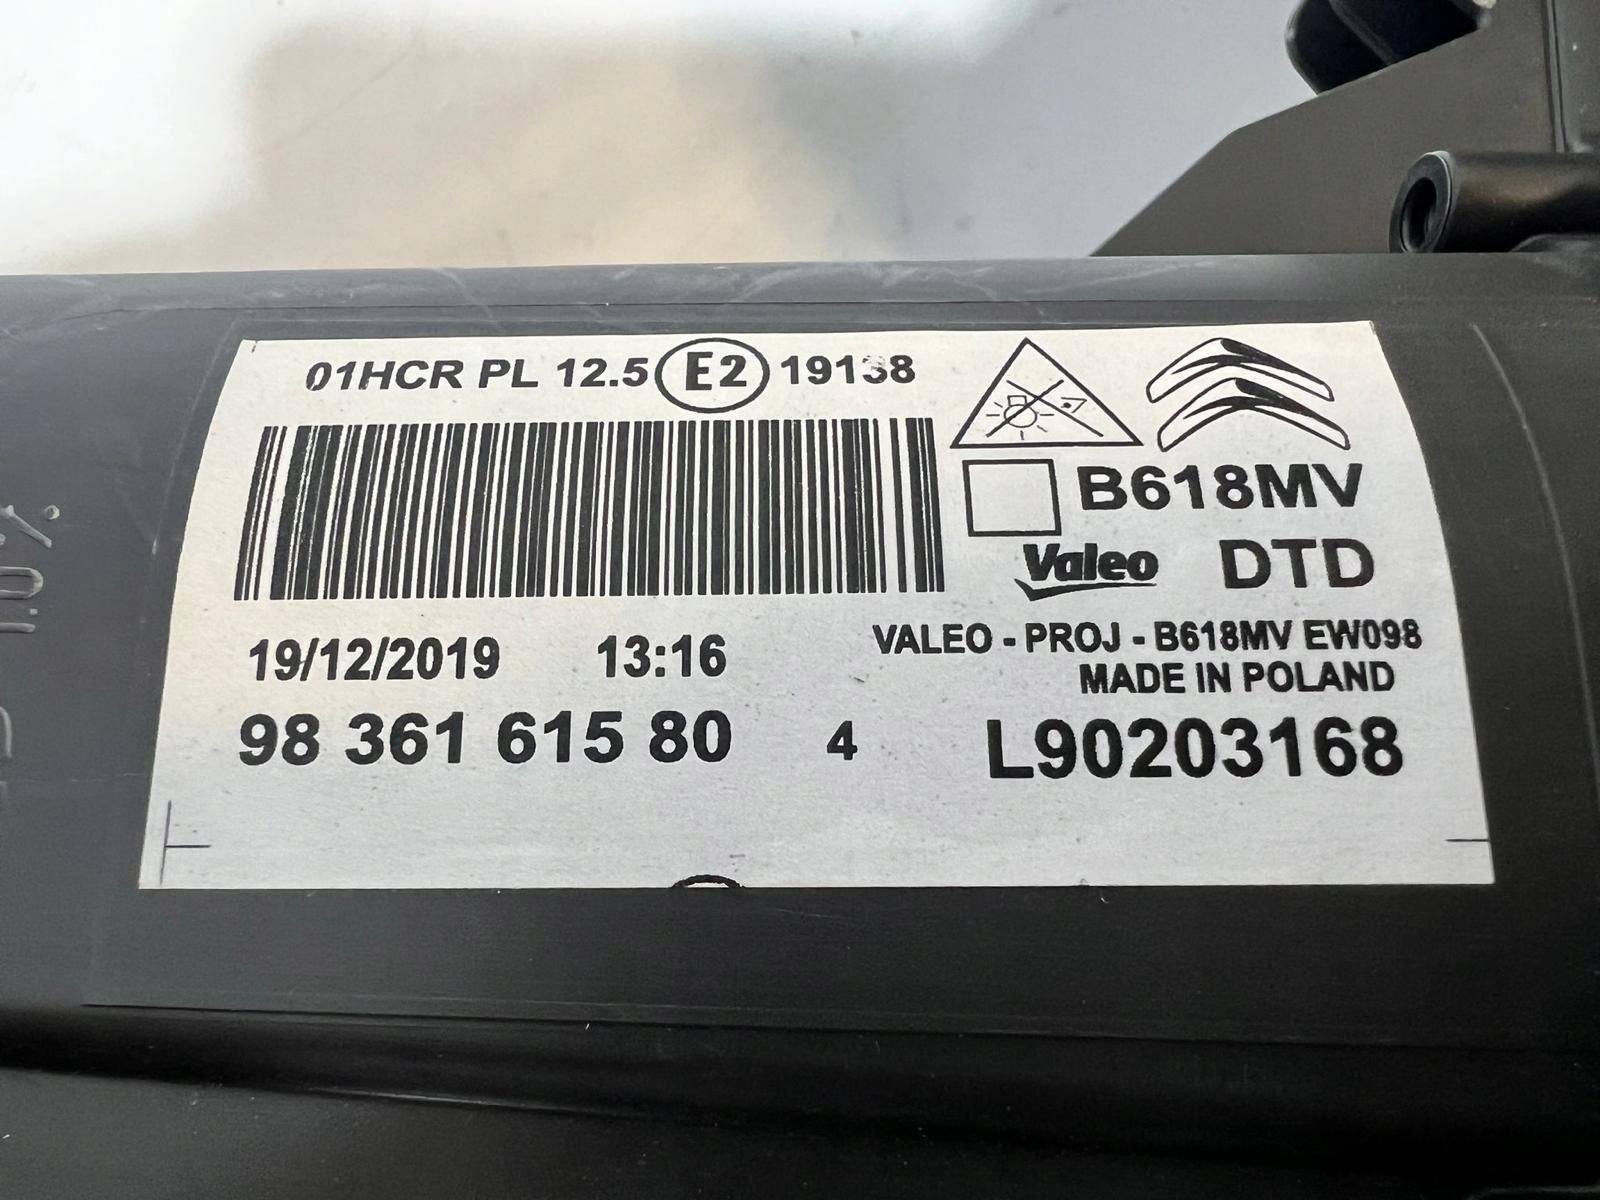 01HCR PL 12.5 E2 19138
B618MV
Valeo DTD
19/12/2019 13:16
VALEO - PROJ - B618MV EW098
MADE IN POLAND
98 361 615 80 4 L90203168